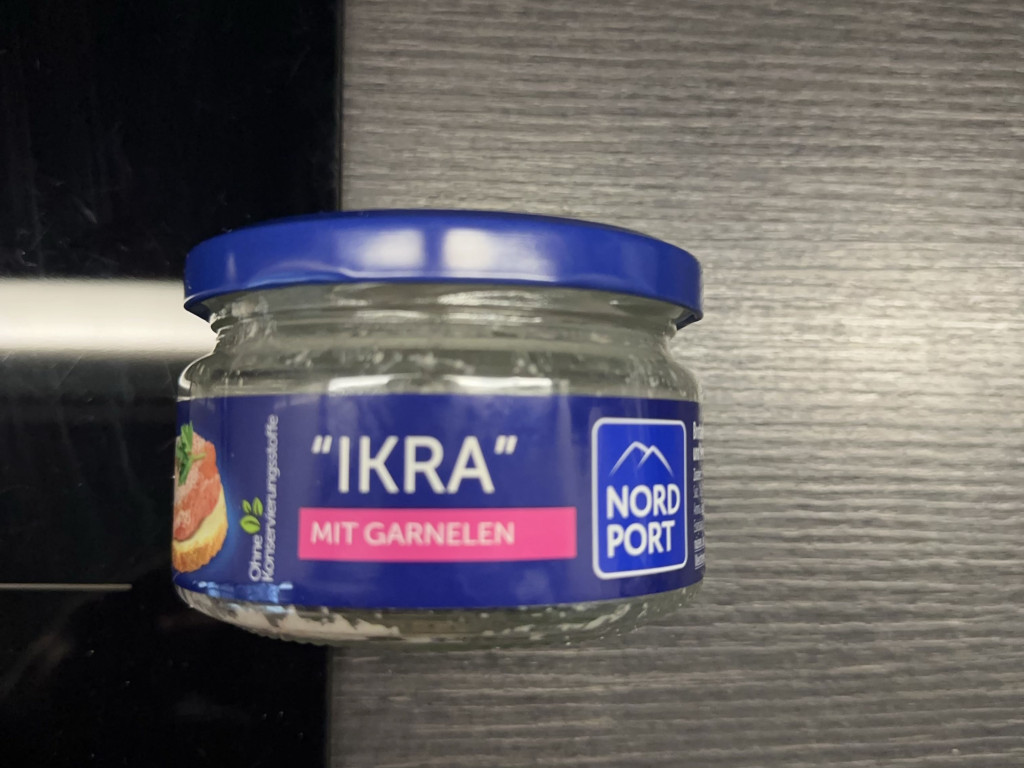 Ohne
Konservierungsstoffe
“IKRA”
MIT GARNELEN
NORD
PORT